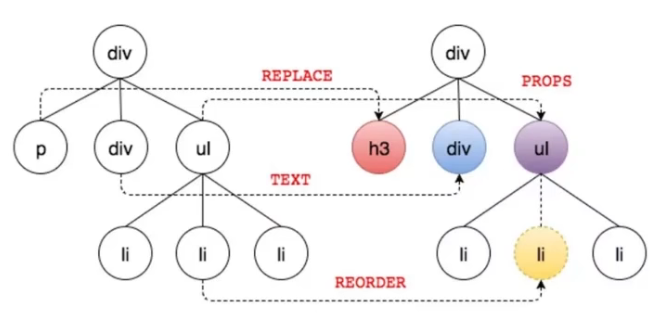 div
div
REPLACE
PROPS
p
div
ul
h3
div
ul
TEXT
li
li
li
li
li
li
REORDER